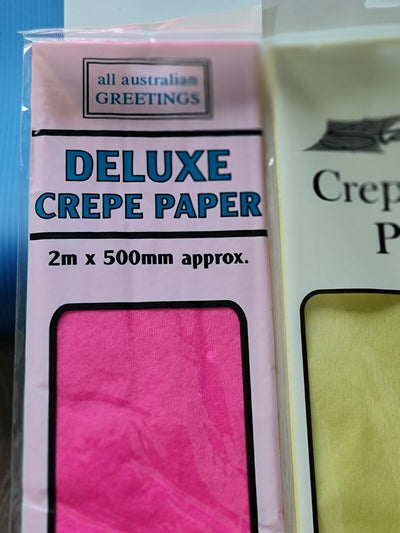 all australian
GREETINGS
DELUXE
CREPE PAPER
2m x 500mm approx.
Crep
P